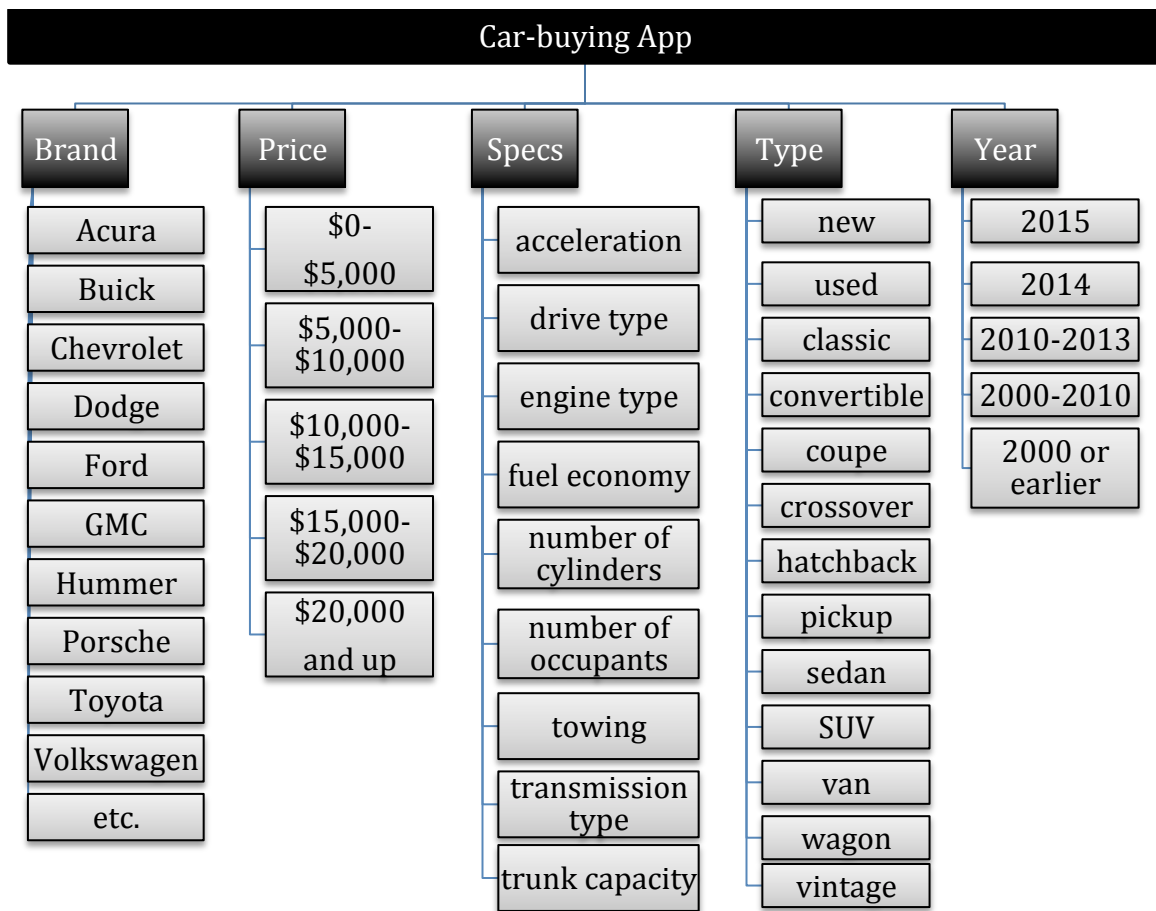 Car-buying App
Brand
Acura
Buick
Chevrolet
Dodge
Ford
GMC
Hummer
Porsche
Toyota
Volkswagen
etc.
Price
$0-
$5,000
$5,000-
$10,000
$10,000-
$15,000
$15,000-
$20,000
$20,000
and up
Specs
acceleration
drive type
engine type
fuel economy
number of
cylinders
number of
occupants
towing
transmission
type
trunk capacity
Type
new
used
classic
convertible
coupe
crossover
hatchback
pickup
sedan
SUV
van
wagon
vintage
Year
2015
2014
2010-2013
2000-2010
2000 or
earlier